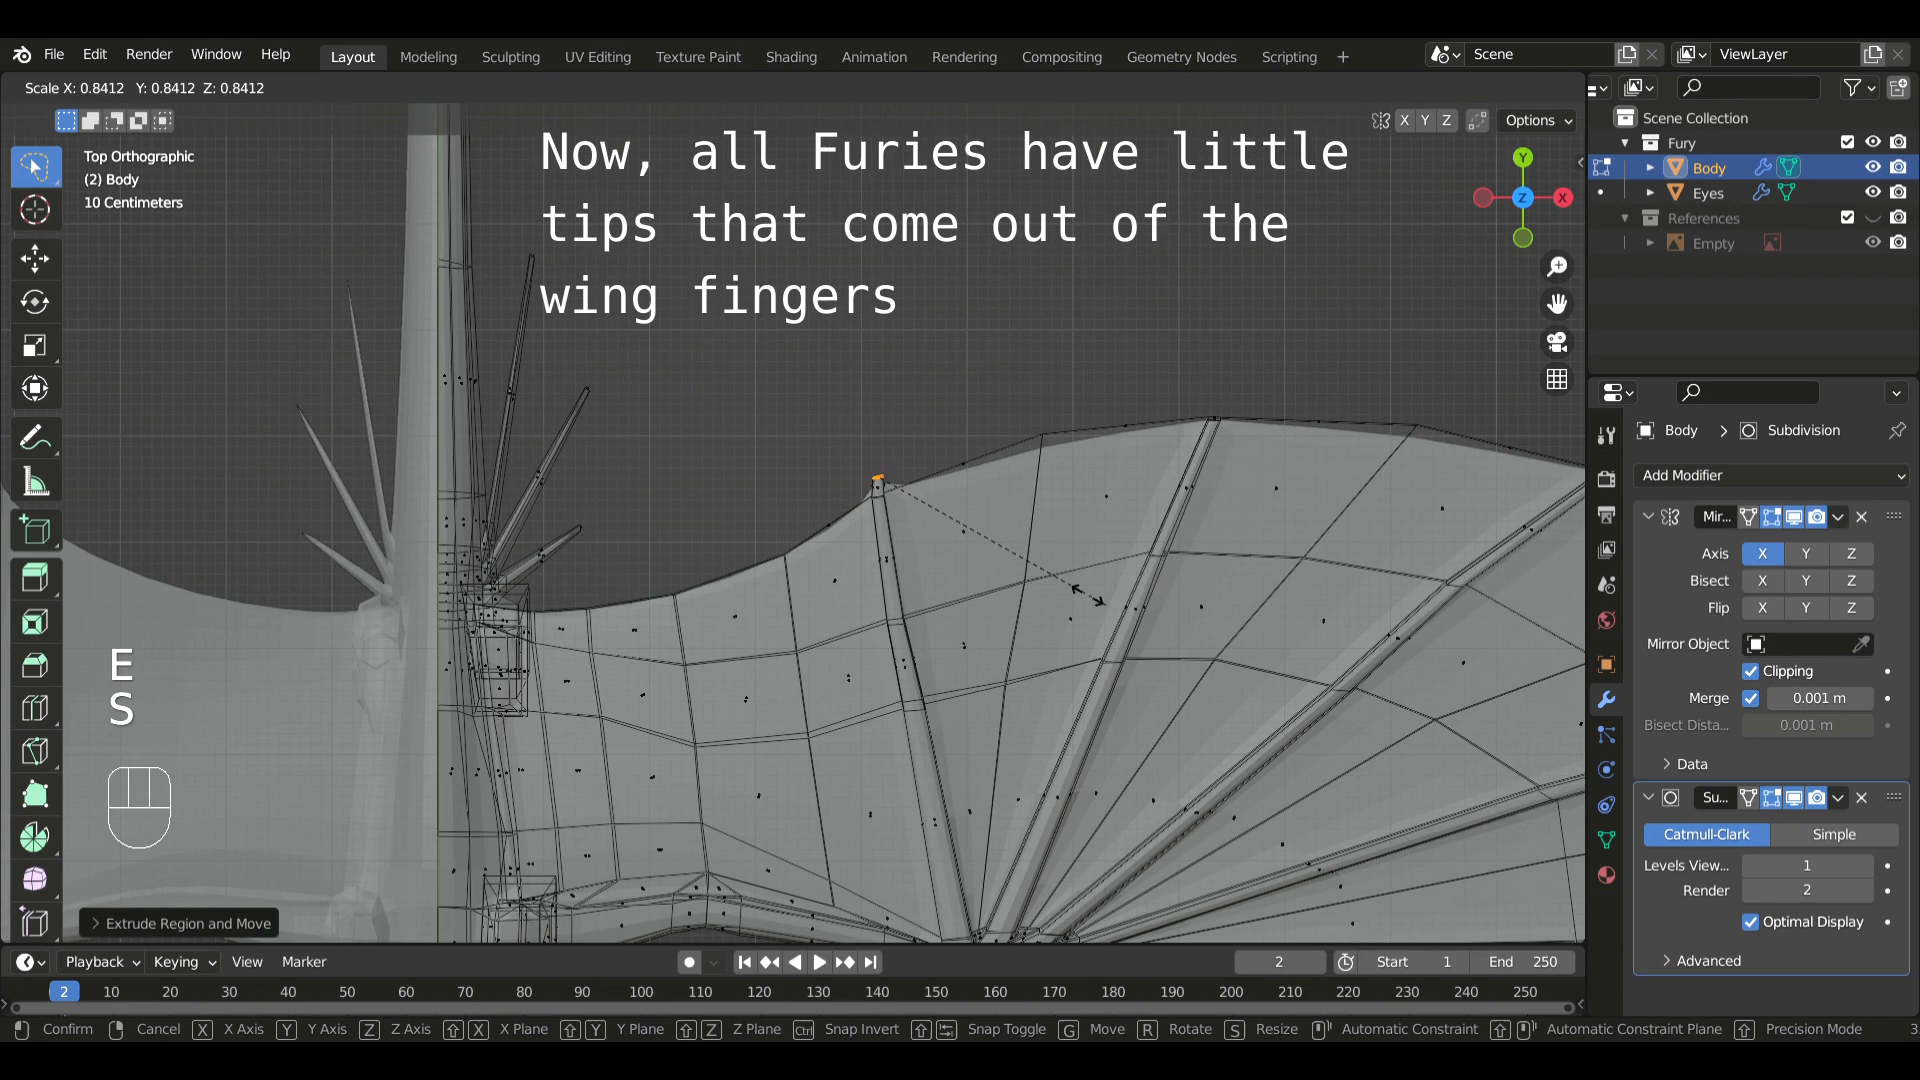 File Edit Render Window Help Layout Modeling Sculpting UV Editing Texture Paint Shading Animation Rendering Compositing Geometry Nodes Scripting + Scene ViewLayer
Scale X: 0.8412 Y: 0.8412 Z: 0.8412
X Y Z Options
Top Orthographic
(2) Body
10 Centimeters
Now, all Furies have little
tips that come out of the
wing fingers
Y
Z X
E
S
Extrude Region and Move
Scene Collection
Fury
Body
Eyes
References
Empty
Body > Subdivision
Add Modifier
Mir...
Axis X Y Z
Bisect X Y Z
Flip X Y Z
Mirror Object
Clipping
Merge 0.001 m
Bisect Dista... 0.001 m
Data
Su...
Catmull-Clark Simple
Levels View... 1
Render 2
Optimal Display
Advanced
Playback Keying View Marker 2 Start 1 End 250
2 10 20 30 40 50 60 70 80 90 100 110 120 130 140 150 160 170 180 190 200 210 220 230 240 250
Confirm Cancel X X Axis Y Y Axis Z Z Axis X X Plane Y Y Plane Z Z Plane Ctrl Snap Invert Snap Toggle G Move R Rotate S Resize Automatic Constraint Automatic Constraint Plane Precision Mode